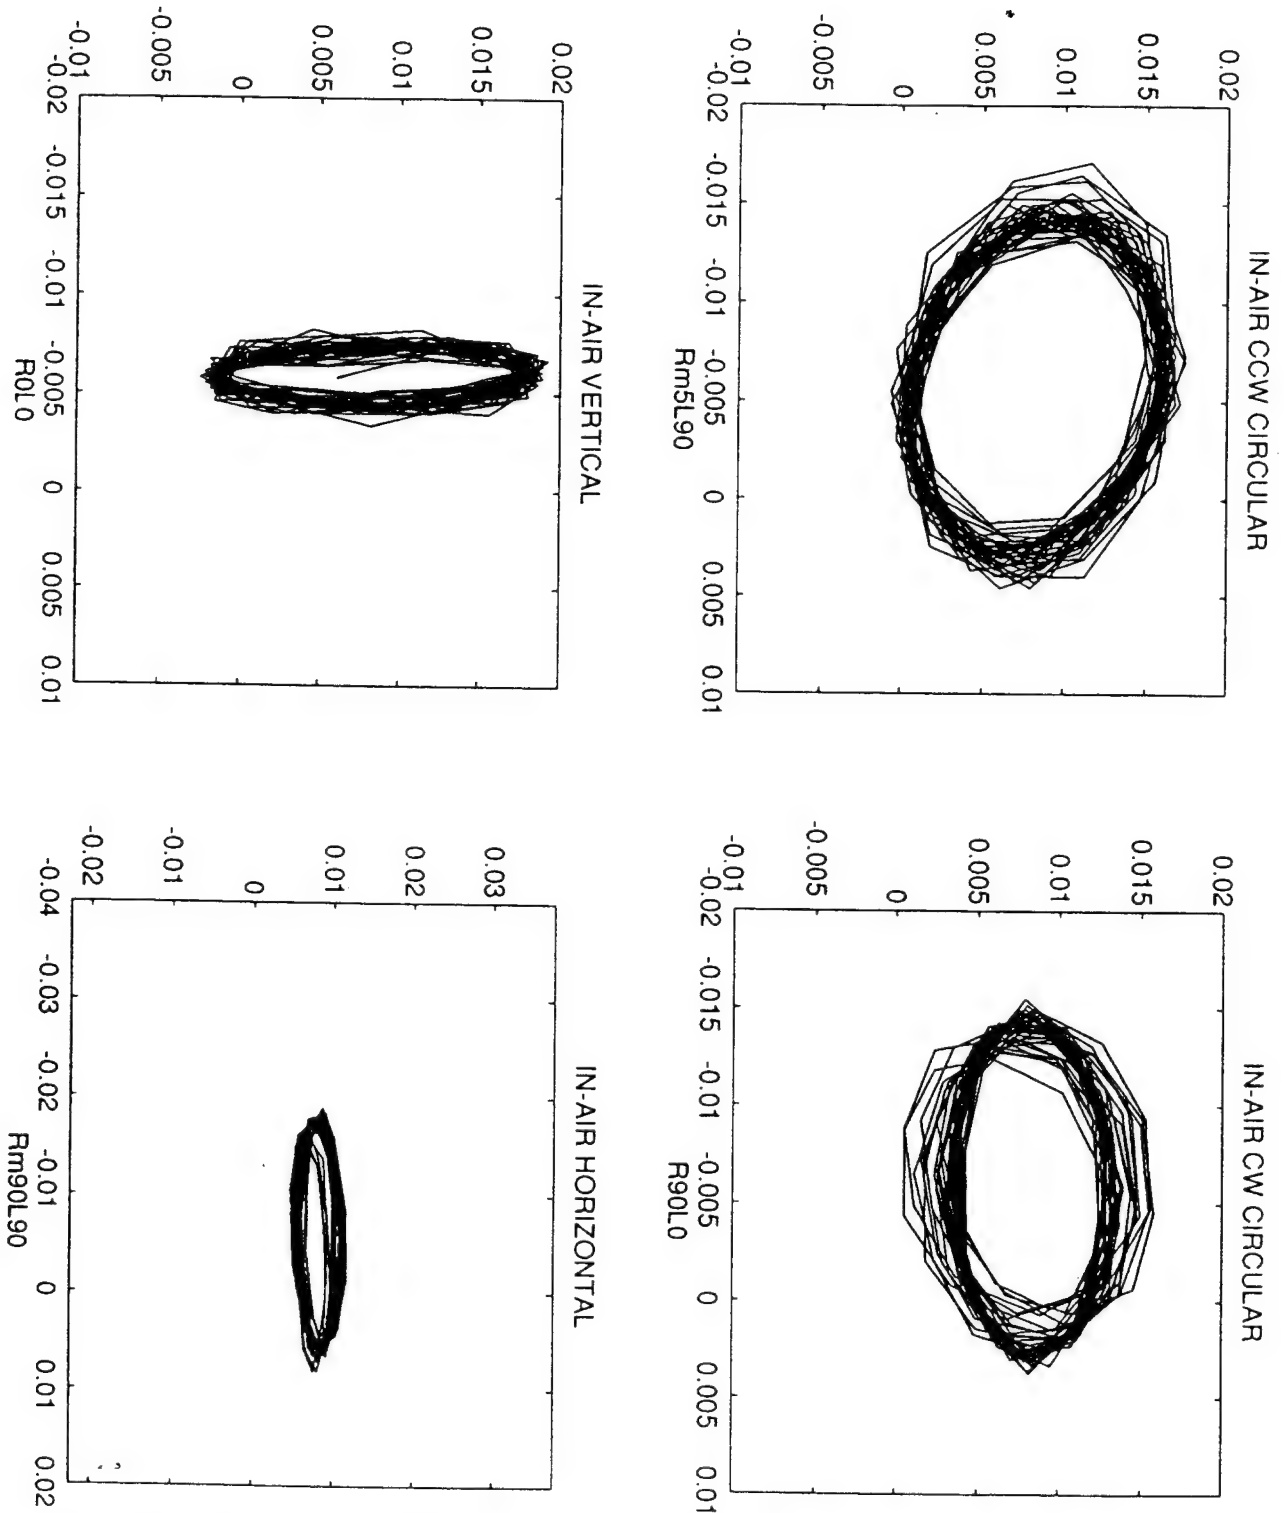 IN-AIR CCW CIRCULAR
0.02
0.015
0.01
0.005
0
-0.005
-0.01
-0.02 -0.015 -0.01 -0.005 0 0.005 0.01
Rm5L90
IN-AIR CW CIRCULAR
0.02
0.015
0.01
0.005
0
-0.005
-0.01
-0.02 -0.015 -0.01 -0.005 0 0.005 0.01
R90L0
IN-AIR VERTICAL
0.02
0.015
0.01
0.005
0
-0.005
-0.01
-0.02 -0.015 -0.01 -0.005 0 0.005 0.01
R0L0
IN-AIR HORIZONTAL
0.03
0.02
0.01
0
-0.01
-0.02
-0.04 -0.03 -0.02 -0.01 0 0.01 0.02
Rm90L90